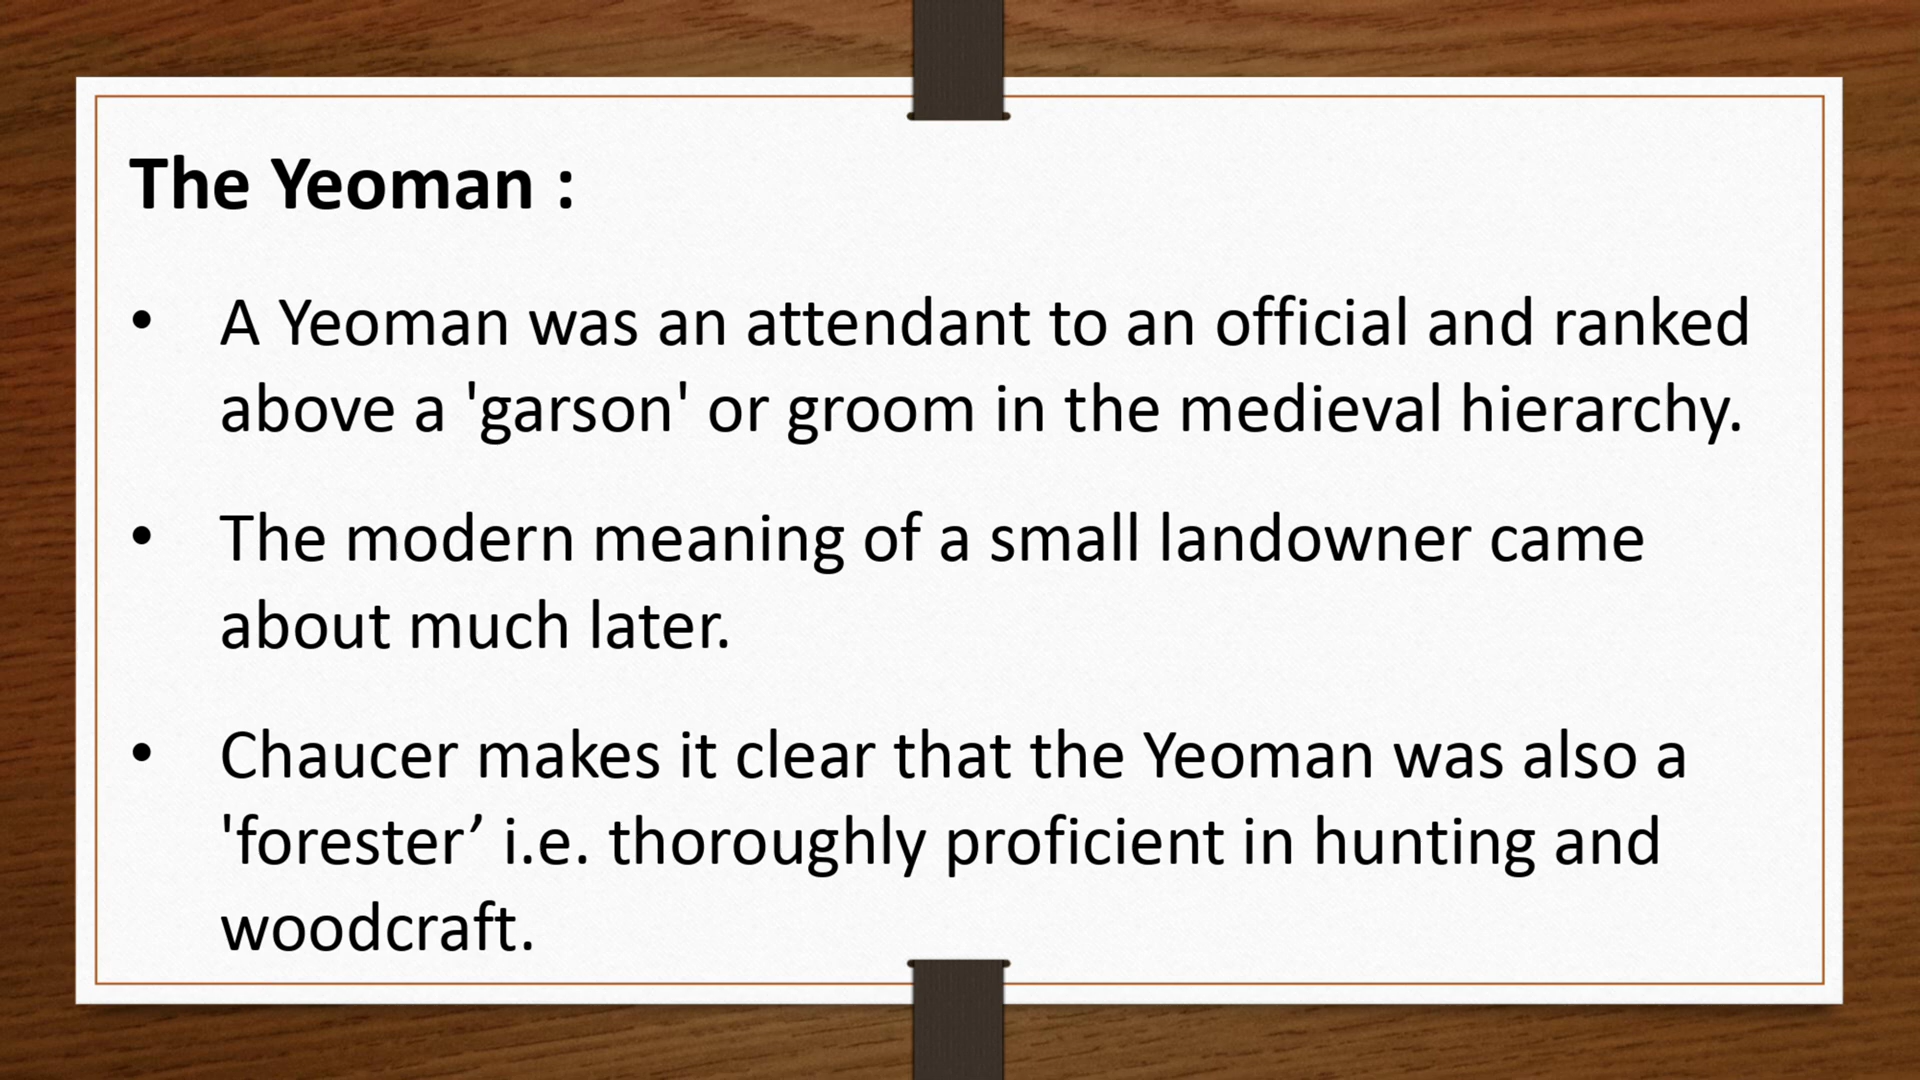 The Yeoman :
• A Yeoman was an attendant to an official and ranked
above a 'garson' or groom in the medieval hierarchy.
• The modern meaning of a small landowner came
about much later.
• Chaucer makes it clear that the Yeoman was also a
'forester’ i.e. thoroughly proficient in hunting and
woodcraft.